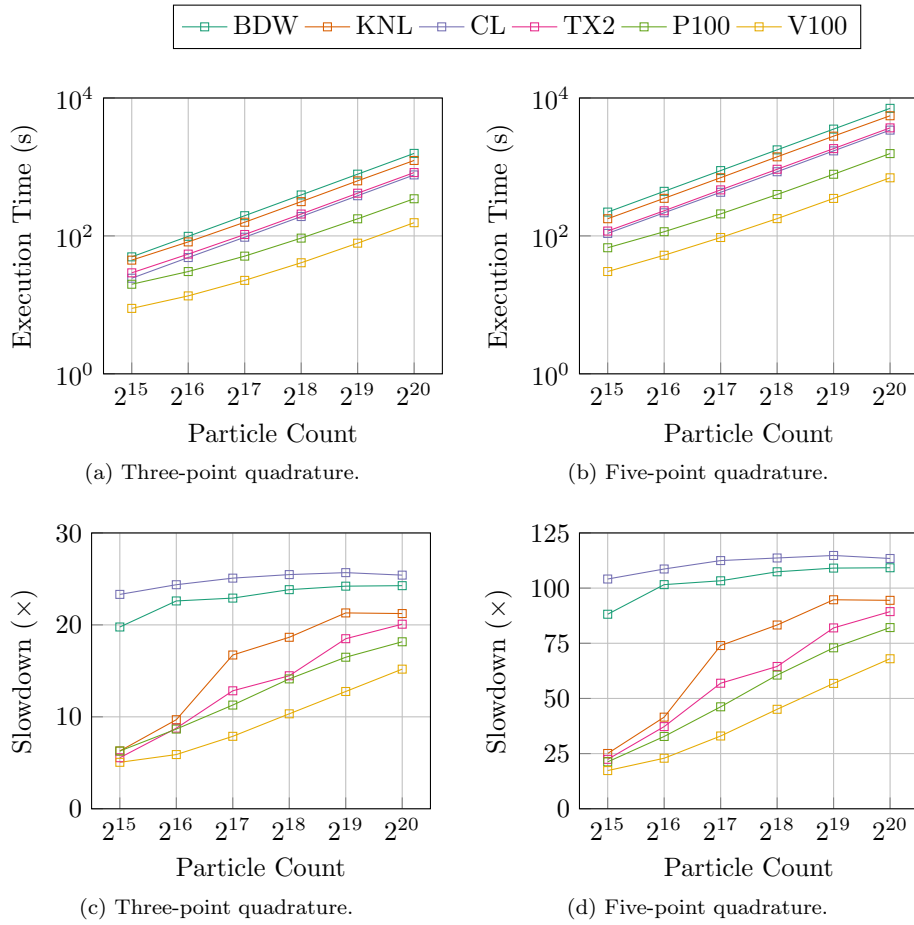 BDW KNL CL TX2 P100 V100
10^4
10^2
10^0
Execution Time (s)
2^15 2^16 2^17 2^18 2^19 2^20
Particle Count
(a) Three-point quadrature.
10^4
10^2
10^0
Execution Time (s)
2^15 2^16 2^17 2^18 2^19 2^20
Particle Count
(b) Five-point quadrature.
30
20
10
0
Slowdown (×)
2^15 2^16 2^17 2^18 2^19 2^20
Particle Count
(c) Three-point quadrature.
125
100
75
50
25
0
Slowdown (×)
2^15 2^16 2^17 2^18 2^19 2^20
Particle Count
(d) Five-point quadrature.